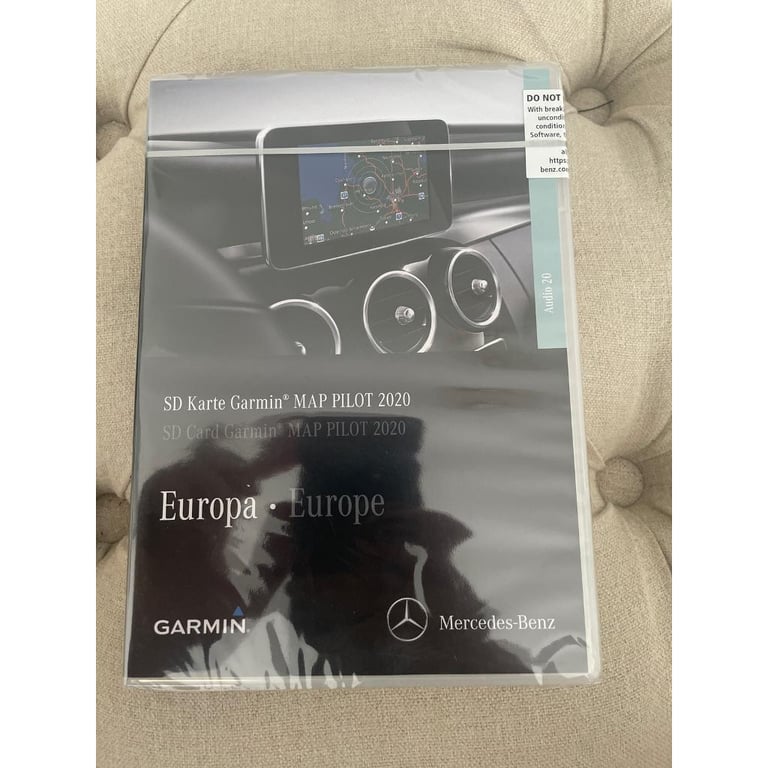 DO NOT
With break
uncondi
conditio
Software,
https:
benz.co
Audio 20
SD Karte Garmin® MAP PILOT 2020
SD Card Garmin® MAP PILOT 2020
Europa · Europe
GARMIN
Mercedes-Benz